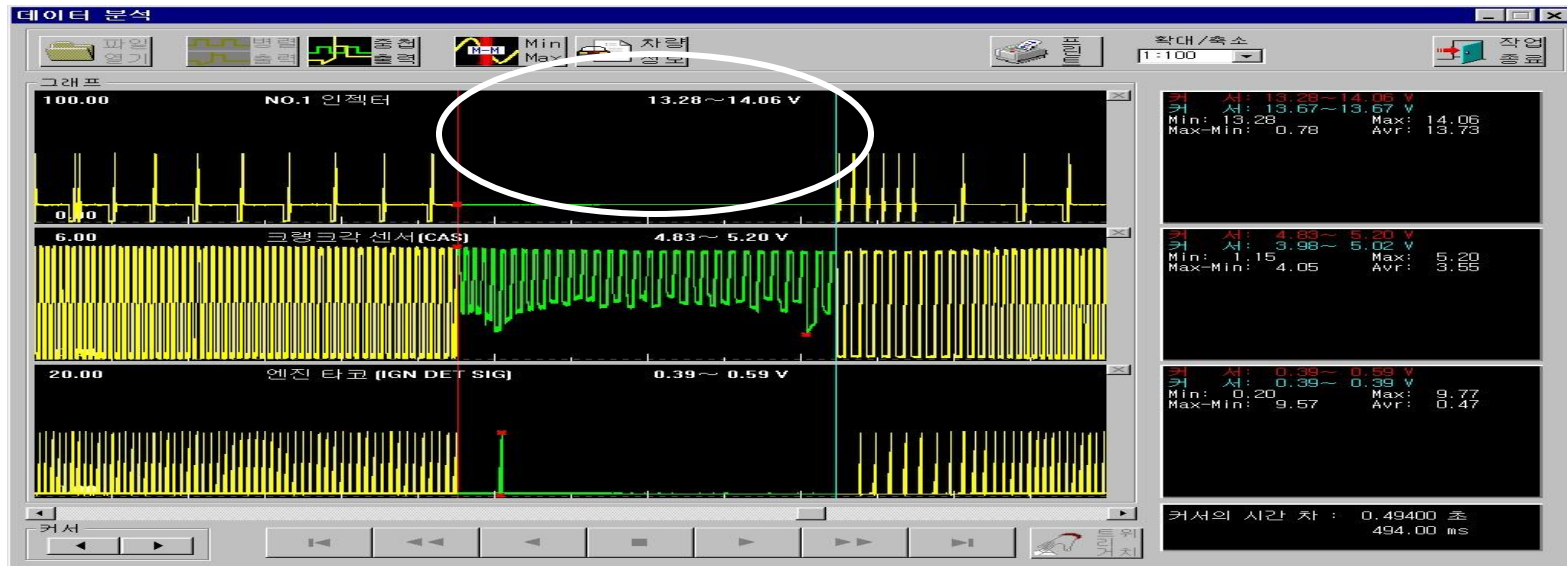 데이터 분석
파일 열기
병렬 출력
중첩 출력
M-M
Min Max
차량 정보
프린트
확대/축소
1:100
작업 종료
그래프
100.00 NO.1 인젝터 13.28～14.06 V
0.00
커 서: 13.28～14.06 V
커 서: 13.67～13.67 V
Min: 13.28 Max: 14.06
Max-Min: 0.78 Avr: 13.73
6.00 크랭크각 센서(CAS) 4.83～ 5.20 V
커 서: 4.83～ 5.20 V
커 서: 3.98～ 5.02 V
Min: 1.15 Max: 5.20
Max-Min: 4.05 Avr: 3.55
20.00 엔진 타코 (IGN DET SIG) 0.39～ 0.59 V
커 서: 0.39～ 0.59 V
커 서: 0.39～ 0.39 V
Min: 0.20 Max: 9.77
Max-Min: 9.57 Avr: 0.47
커서의 시간 차 : 0.49400 초
494.00 ms
커서
트리거
위치